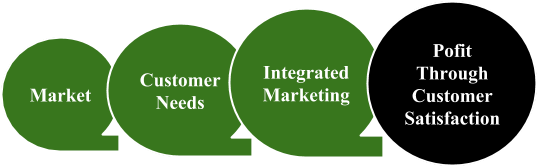 Market
Customer
Needs
Integrated
Marketing
Pofit
Through
Customer
Satisfaction